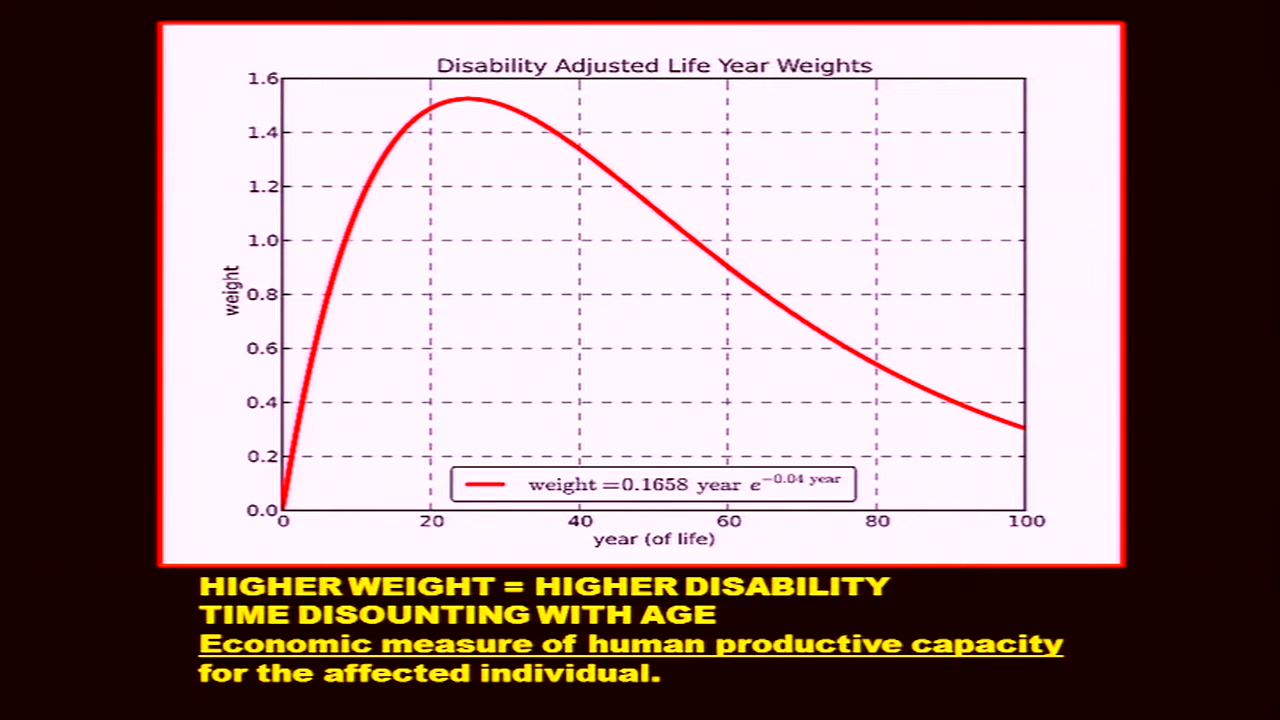 Disability Adjusted Life Year Weights
1.6
1.4
1.2
1.0
0.8
0.6
0.4
0.2
0.0
weight
weight =0.1658 year e^−0.04 year
0 20 40 60 80 100
year (of life)
HIGHER WEIGHT = HIGHER DISABILITY
TIME DISOUNTING WITH AGE
Economic measure of human productive capacity
for the affected individual.